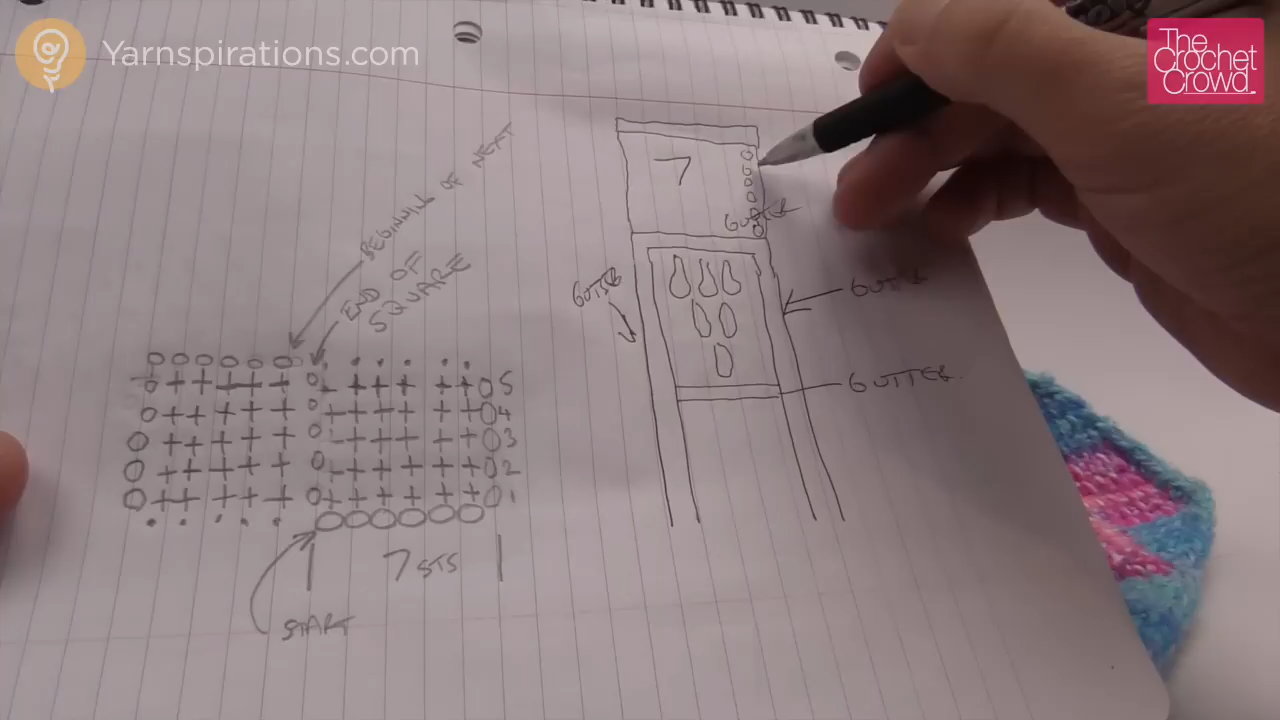 Yarnspirations.com
The
Crochet
Crowd
BEGINNING OF NEXT
END OF
SQUARE
7
GUTTER
GUTTER
GUTTER
GUTTER
5
4
3
2
1
7 STS
START